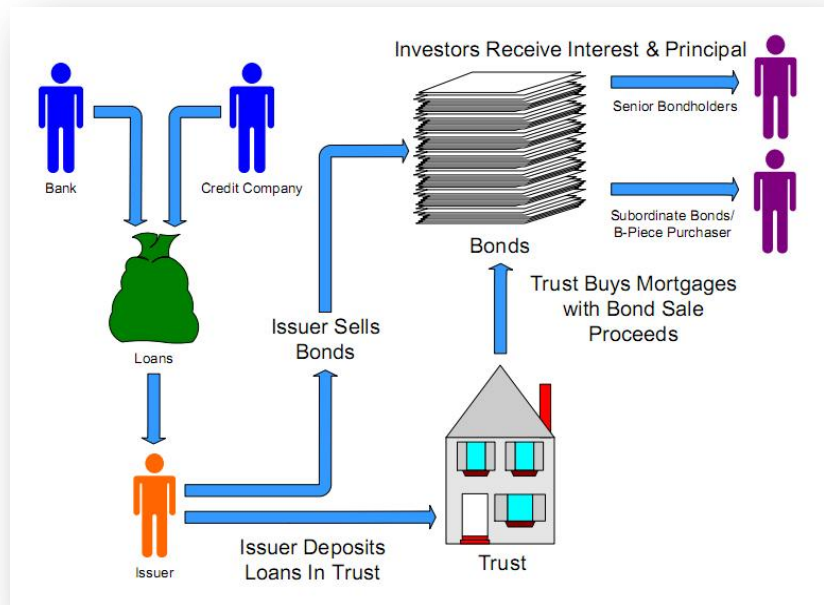 Investors Receive Interest & Principal
Bank
Credit Company
Senior Bondholders
Subordinate Bonds/
B-Piece Purchaser
Bonds
Trust Buys Mortgages
with Bond Sale
Proceeds
Issuer Sells
Bonds
Loans
Issuer Deposits
Loans In Trust
Trust
Issuer